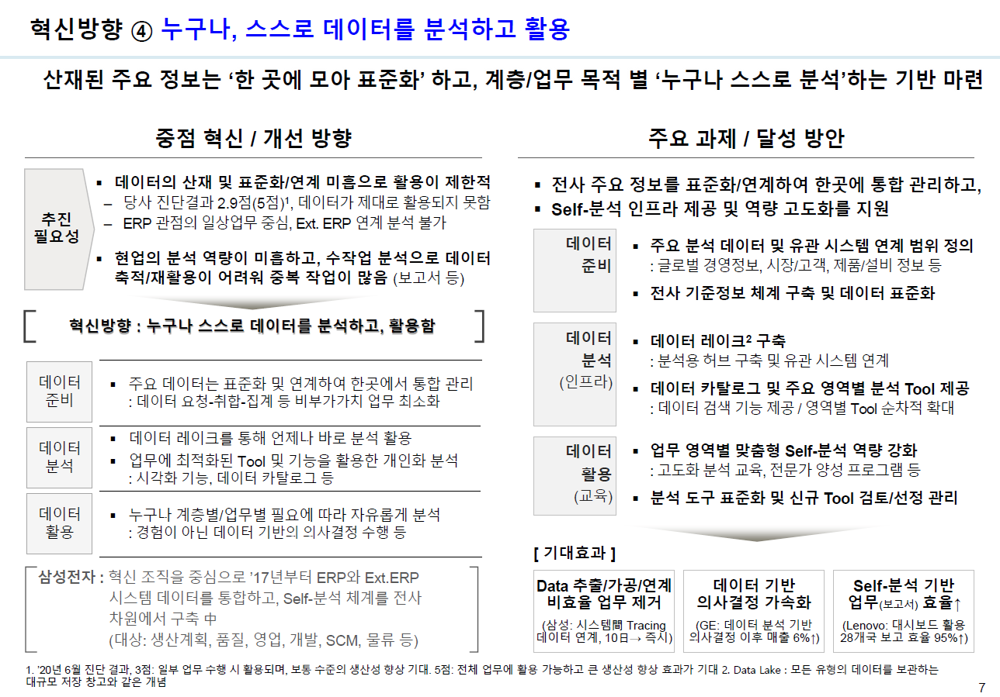 혁신방향 ④ 누구나, 스스로 데이터를 분석하고 활용
산재된 주요 정보는 ‘한 곳에 모아 표준화’ 하고, 계층/업무 목적 별 ‘누구나 스스로 분석’하는 기반 마련
중점 혁신 / 개선 방향
추진
필요성
▪ 데이터의 산재 및 표준화/연계 미흡으로 활용이 제한적
– 당사 진단결과 2.9점(5점)¹, 데이터가 제대로 활용되지 못함
– ERP 관점의 일상업무 중심, Ext. ERP 연계 분석 불가
▪ 현업의 분석 역량이 미흡하고, 수작업 분석으로 데이터
축적/재활용이 어려워 중복 작업이 많음 (보고서 등)
혁신방향 : 누구나 스스로 데이터를 분석하고, 활용함
데이터
준비
▪ 주요 데이터는 표준화 및 연계하여 한곳에서 통합 관리
: 데이터 요청-취합-집계 등 비부가가치 업무 최소화
데이터
분석
▪ 데이터 레이크를 통해 언제나 바로 분석 활용
▪ 업무에 최적화된 Tool 및 기능을 활용한 개인화 분석
: 시각화 기능, 데이터 카탈로그 등
데이터
활용
▪ 누구나 계층별/업무별 필요에 따라 자유롭게 분석
: 경험이 아닌 데이터 기반의 의사결정 수행 등
삼성전자 : 혁신 조직을 중심으로 ’17년부터 ERP와 Ext.ERP
시스템 데이터를 통합하고, Self-분석 체계를 전사
차원에서 구축 中
(대상: 생산계획, 품질, 영업, 개발, SCM, 물류 등)
주요 과제 / 달성 방안
▪ 전사 주요 정보를 표준화/연계하여 한곳에 통합 관리하고,
▪ Self-분석 인프라 제공 및 역량 고도화를 지원
데이터
준비
▪ 주요 분석 데이터 및 유관 시스템 연계 범위 정의
: 글로벌 경영정보, 시장/고객, 제품/설비 정보 등
▪ 전사 기준정보 체계 구축 및 데이터 표준화
데이터
분석
(인프라)
▪ 데이터 레이크² 구축
: 분석용 허브 구축 및 유관 시스템 연계
▪ 데이터 카탈로그 및 주요 영역별 분석 Tool 제공
: 데이터 검색 기능 제공 / 영역별 Tool 순차적 확대
데이터
활용
(교육)
▪ 업무 영역별 맞춤형 Self-분석 역량 강화
: 고도화 분석 교육, 전문가 양성 프로그램 등
▪ 분석 도구 표준화 및 신규 Tool 검토/선정 관리
[ 기대효과 ]
Data 추출/가공/연계
비효율 업무 제거
(삼성: 시스템間 Tracing
데이터 연계, 10일→ 즉시)
데이터 기반
의사결정 가속화
(GE: 데이터 분석 기반
의사결정 이후 매출 6%↑)
Self-분석 기반
업무(보고서) 효율↑
(Lenovo: 대시보드 활용
28개국 보고 효율 95%↑)
1. ’20년 6월 진단 결과, 3점: 일부 업무 수행 시 활용되며, 보통 수준의 생산성 향상 기대. 5점: 전체 업무에 활용 가능하고 큰 생산성 향상 효과가 기대 2. Data Lake : 모든 유형의 데이터를 보관하는
대규모 저장 창고와 같은 개념
7